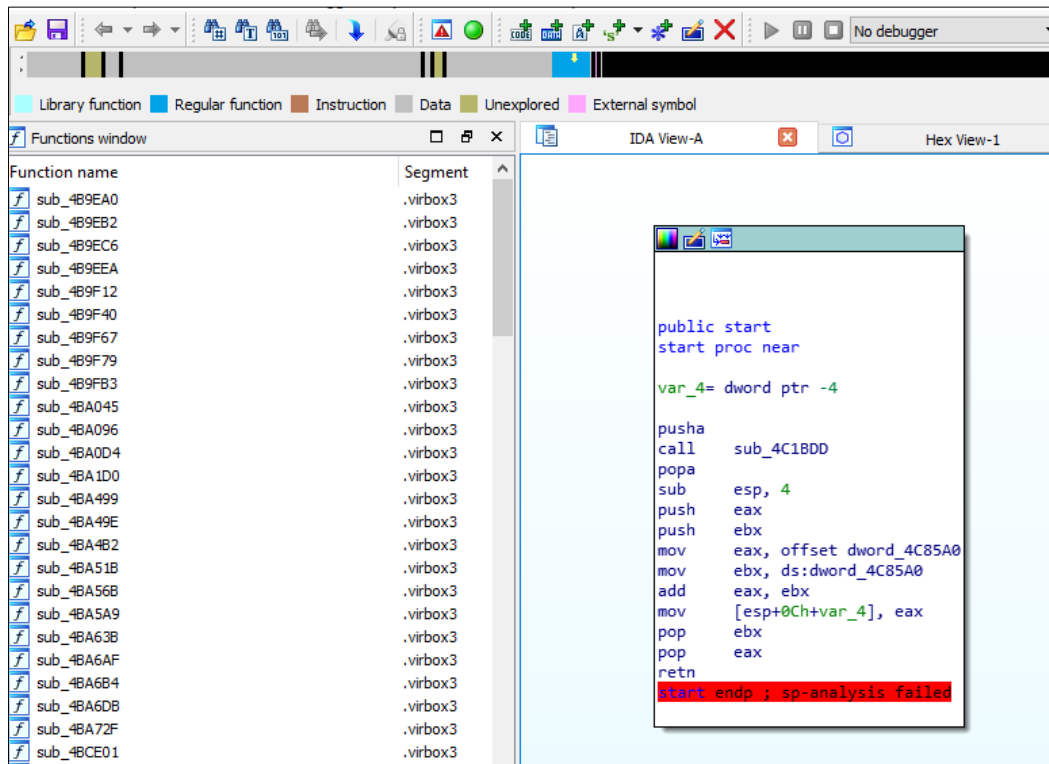 No debugger
Library function Regular function Instruction Data Unexplored External symbol
Functions window
IDA View-A
Hex View-1
Function name Segment
sub_4B9EA0 .virbox3
sub_4B9EB2 .virbox3
sub_4B9EC6 .virbox3
sub_4B9EEA .virbox3
sub_4B9F12 .virbox3
sub_4B9F40 .virbox3
sub_4B9F67 .virbox3
sub_4B9F79 .virbox3
sub_4B9FB3 .virbox3
sub_4BA045 .virbox3
sub_4BA096 .virbox3
sub_4BA0D4 .virbox3
sub_4BA1D0 .virbox3
sub_4BA499 .virbox3
sub_4BA49E .virbox3
sub_4BA4B2 .virbox3
sub_4BA51B .virbox3
sub_4BA56B .virbox3
sub_4BA5A9 .virbox3
sub_4BA63B .virbox3
sub_4BA6AF .virbox3
sub_4BA6B4 .virbox3
sub_4BA6DB .virbox3
sub_4BA72F .virbox3
sub_4BCE01 .virbox3
public start
start proc near
var_4= dword ptr -4
pusha
call sub_4C1BDD
popa
sub esp, 4
push eax
push ebx
mov eax, offset dword_4C85A0
mov ebx, ds:dword_4C85A0
add eax, ebx
mov [esp+0Ch+var_4], eax
pop ebx
pop eax
retn
start endp ; sp-analysis failed